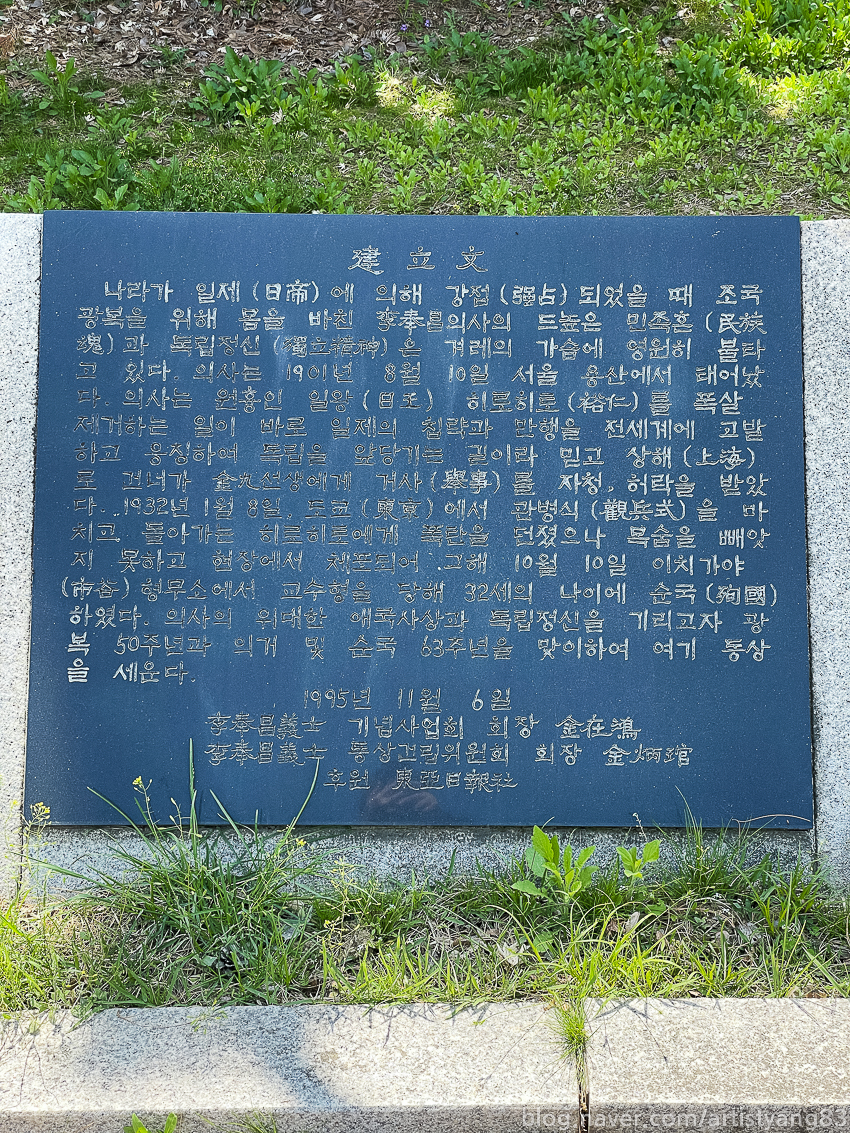 建立文
나라가 일제(日帝)에 의해 강점(强占)되었을 때 조국
광복을 위해 몸을 바친 李奉昌의사의 드높은 민족혼(民族
魂)과 독립정신(獨立精神)은 겨레의 가슴에 영원히 불타
고 있다. 의사는 1901년 8월 10일 서울 용산에서 태어났
다. 의사는 원흉인 일왕(日王) 히로히토(裕仁)를 폭살
제거하는 일이 바로 일제의 침략과 만행을 전세계에 고발
하고 응징하여 독립을 앞당기는 길이라 믿고 상해(上海)
로 건너가 金九선생에게 거사(擧事)를 자청, 허락을 받았
다. 1932년 1월 8일, 도쿄(東京)에서 관병식(觀兵式)을 마
치고 돌아가는 히로히토에게 폭탄을 던졌으나 목숨을 빼앗
지 못하고 현장에서 체포되어 그해 10월 10일 이치가야
(市谷)형무소에서 교수형을 당해 32세의 나이에 순국(殉國)
하였다. 의사의 위대한 애국사상과 독립정신을 기리고자 광
복 50주년과 의거 및 순국 63주년을 맞이하여 여기 동상
을 세운다.
1995년 11월 6일
李奉昌義士 기념사업회 회장 金在鴻
李奉昌義士 동상건립위원회 회장 金炳琯
후원 東亞日報社
blog.naver.com/artistyang83